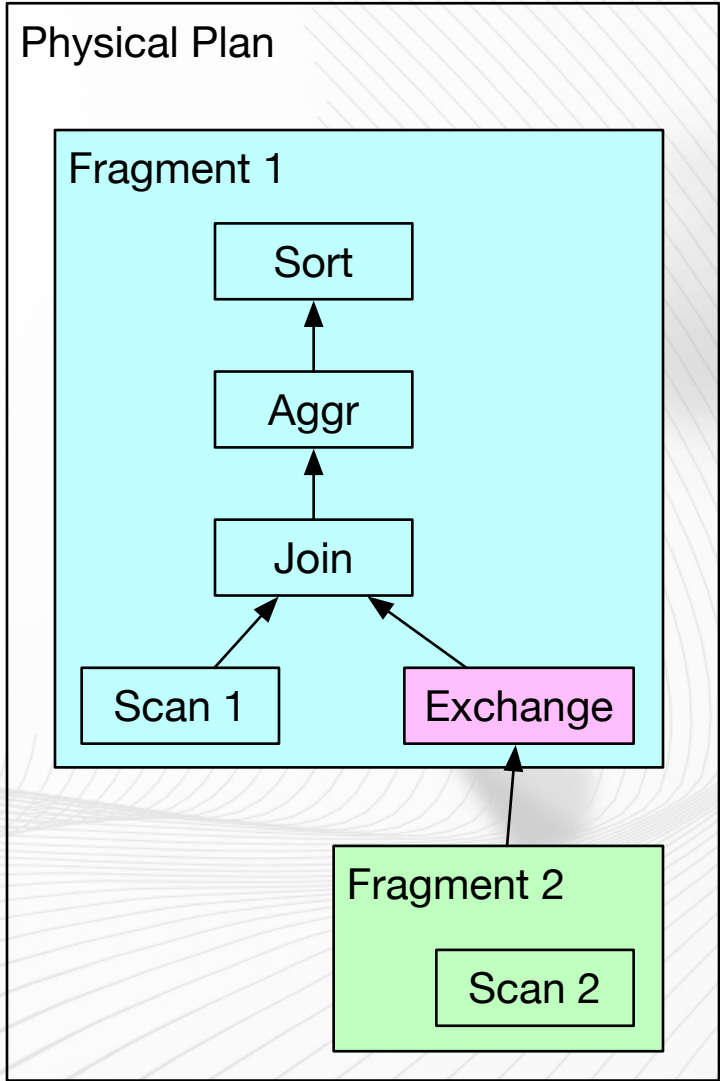 Physical Plan
Fragment 1
Sort
Aggr
Join
Scan 1
Exchange
Fragment 2
Scan 2